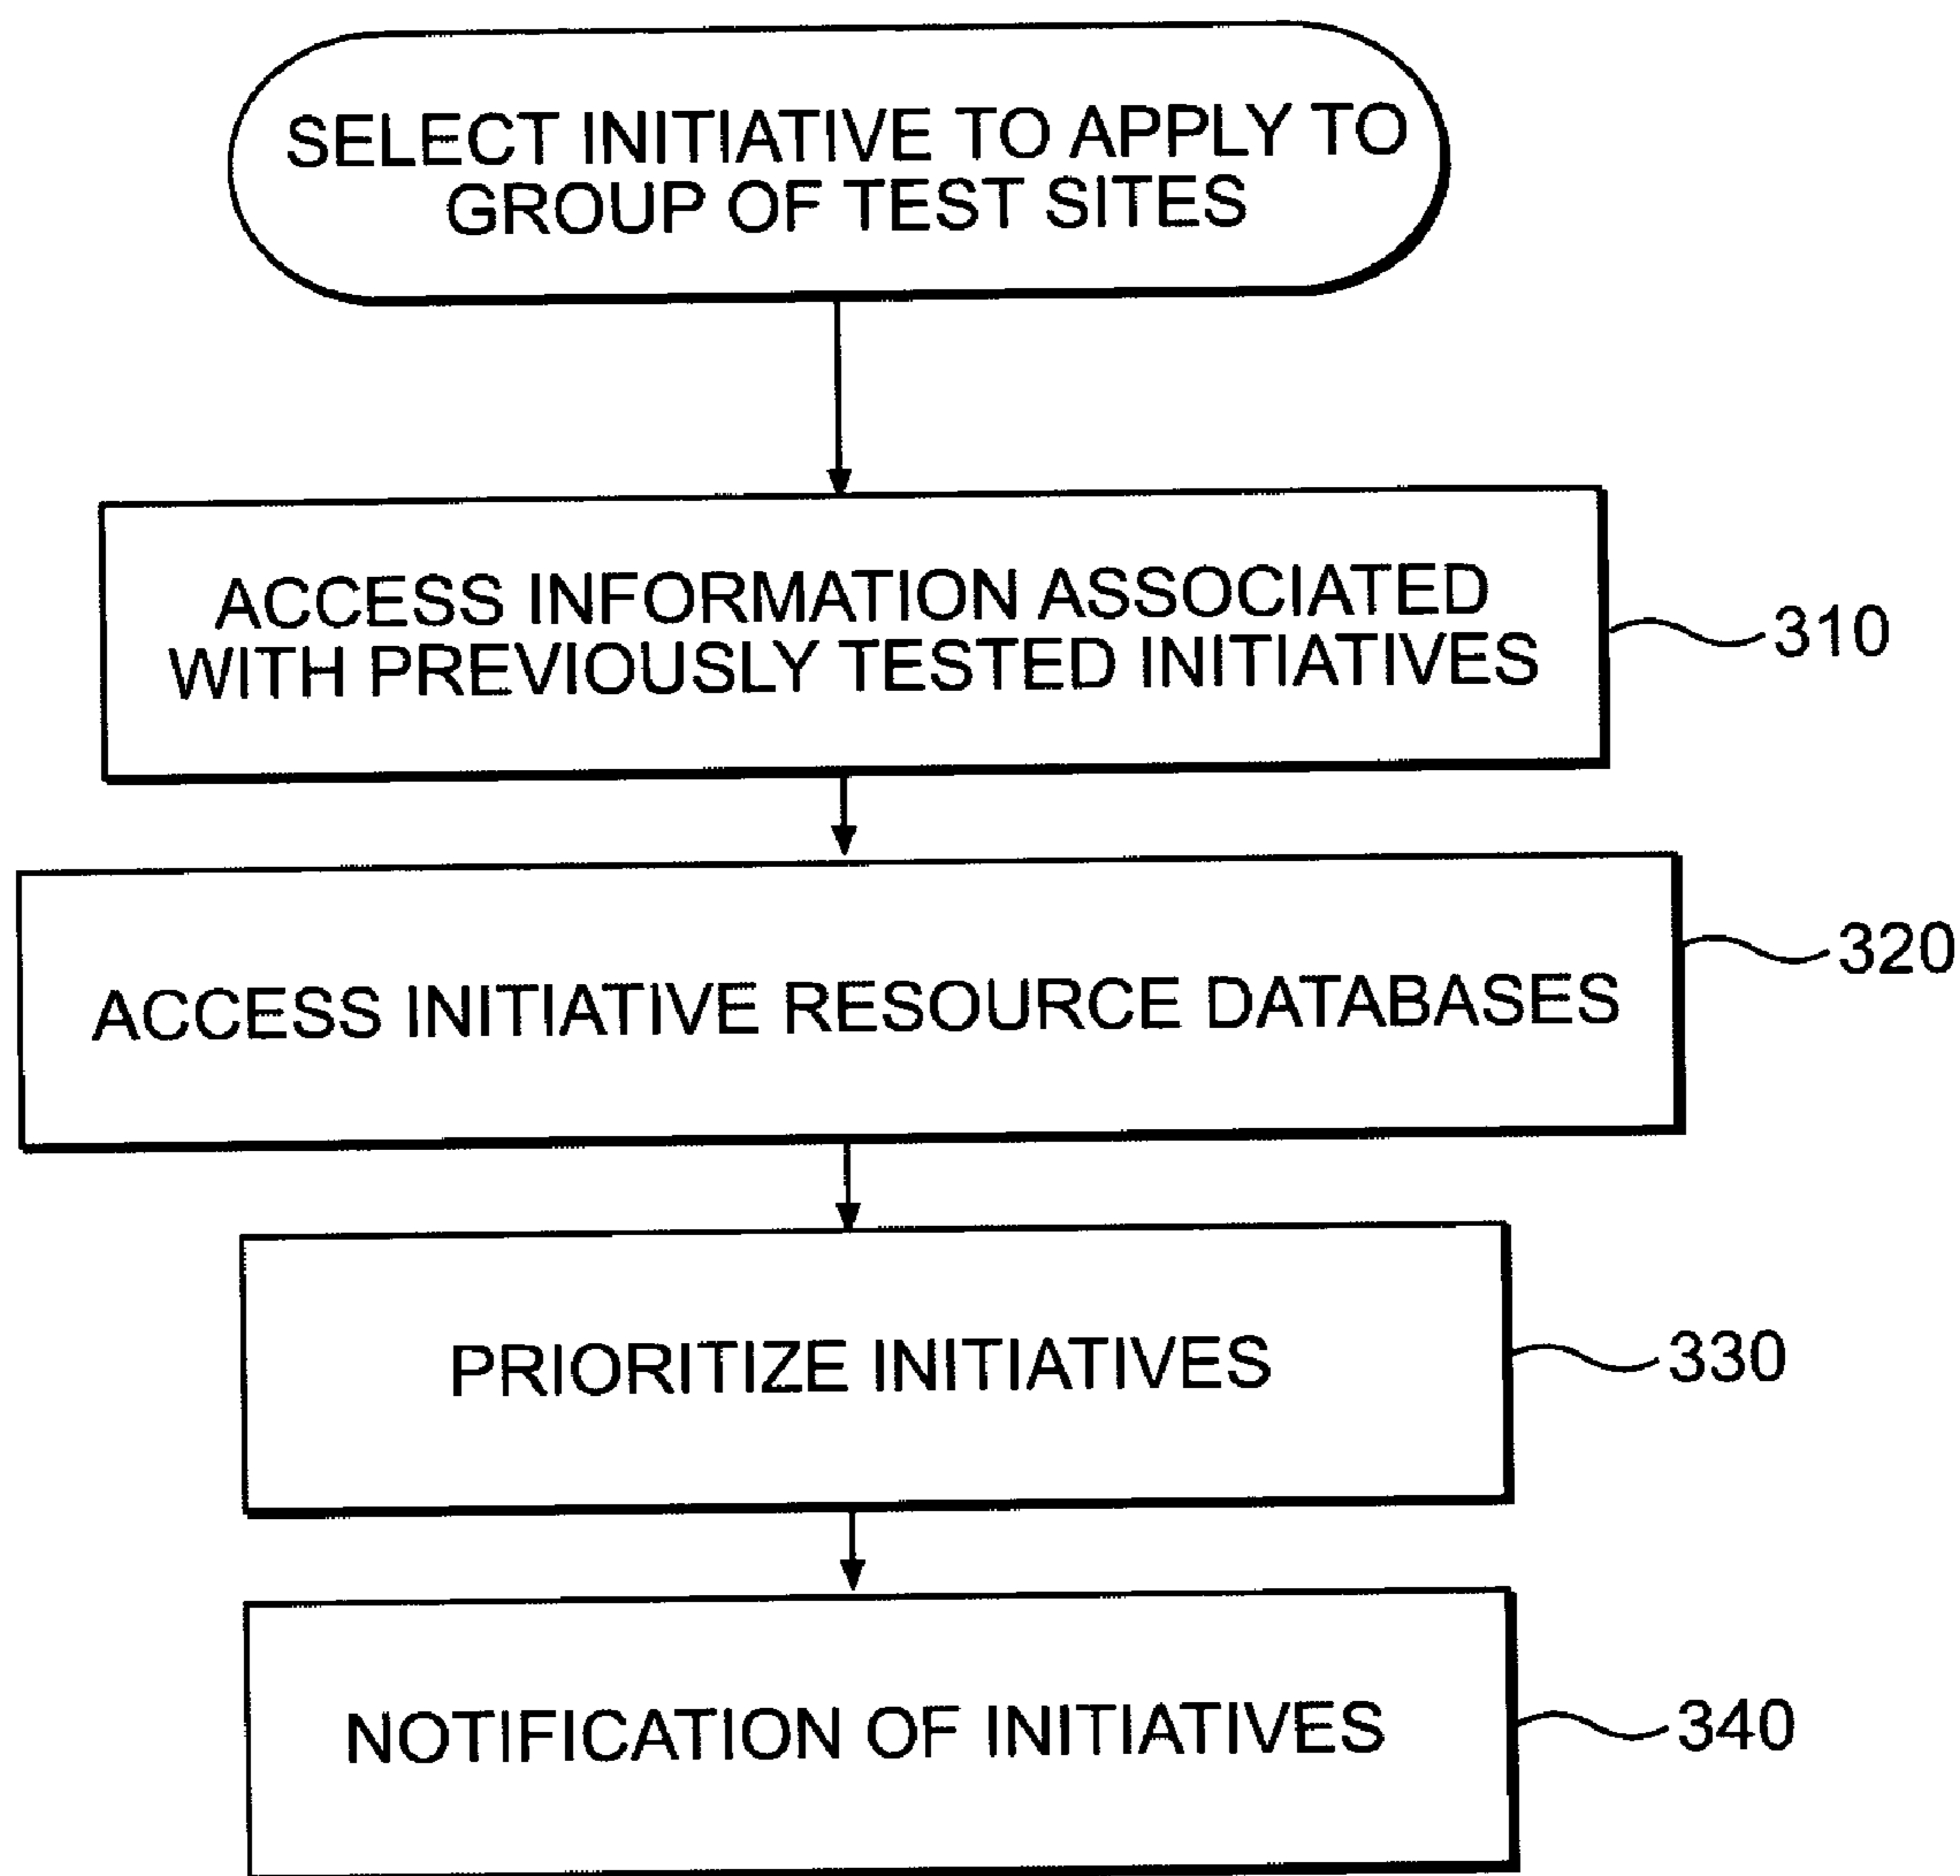 SELECT INITIATIVE TO APPLY TO
GROUP OF TEST SITES
ACCESS INFORMATION ASSOCIATED
WITH PREVIOUSLY TESTED INITIATIVES
310
320
ACCESS INITIATIVE RESOURCE DATABASES
PRIORITIZE INITIATIVES
330
NOTIFICATION OF INITIATIVES
340